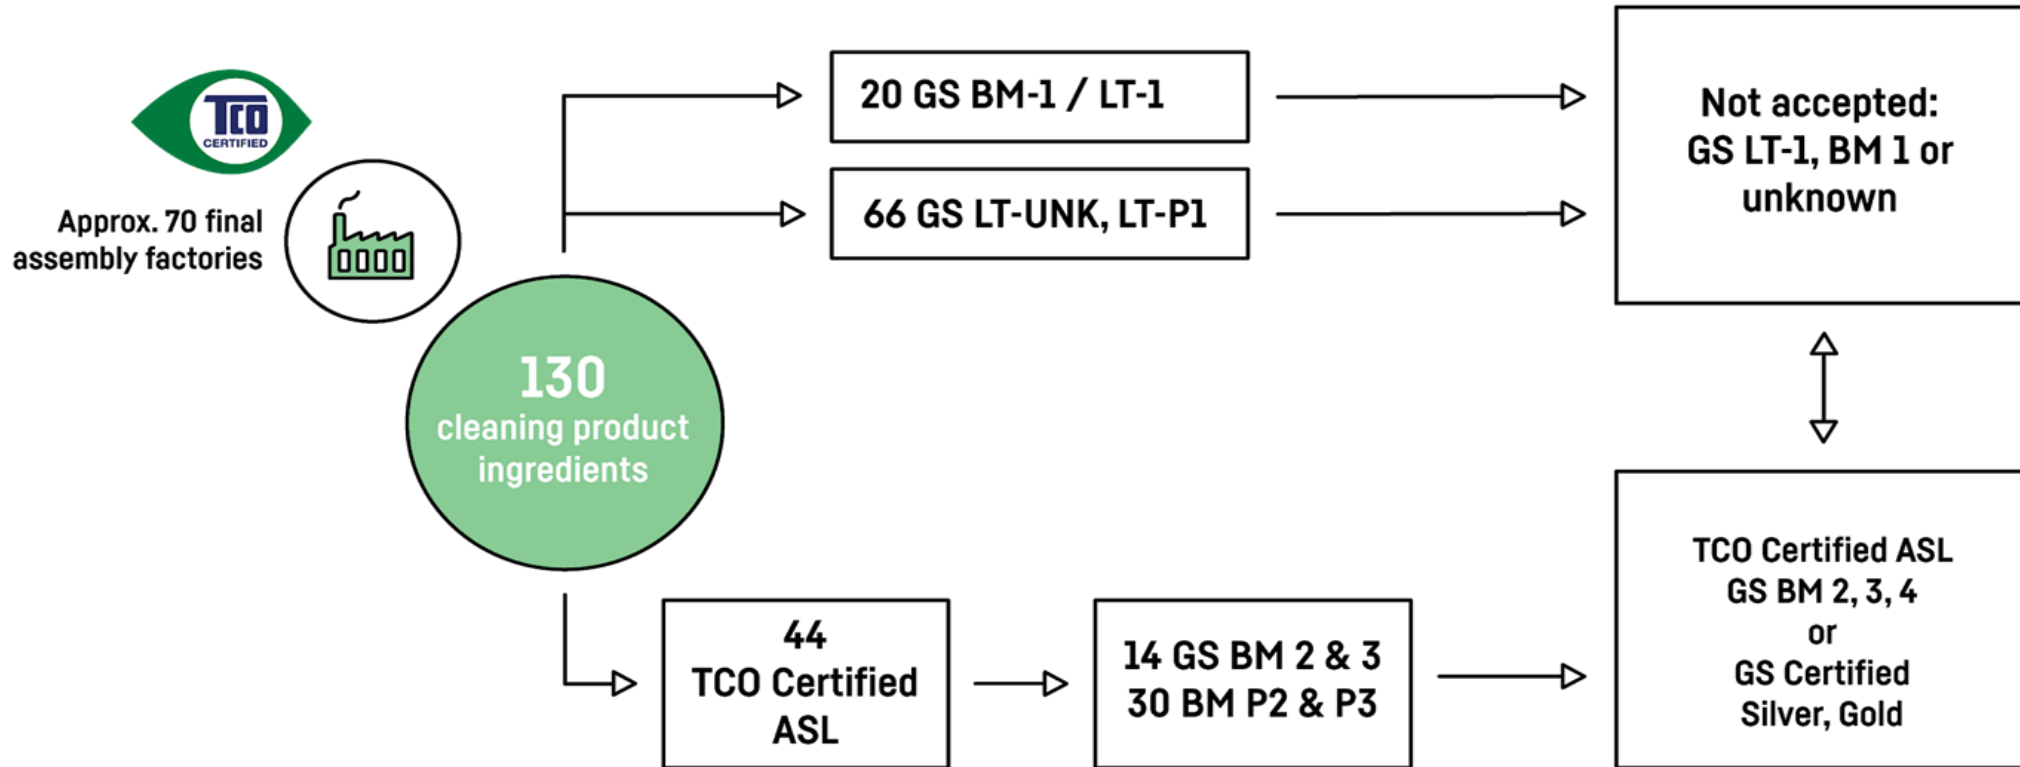 TCO
CERTIFIED
Approx. 70 final
assembly factories
130
cleaning product
ingredients
20 GS BM-1 / LT-1
66 GS LT-UNK, LT-P1
Not accepted:
GS LT-1, BM 1 or
unknown
44
TCO Certified
ASL
14 GS BM 2 & 3
30 BM P2 & P3
TCO Certified ASL
GS BM 2, 3, 4
or
GS Certified
Silver, Gold